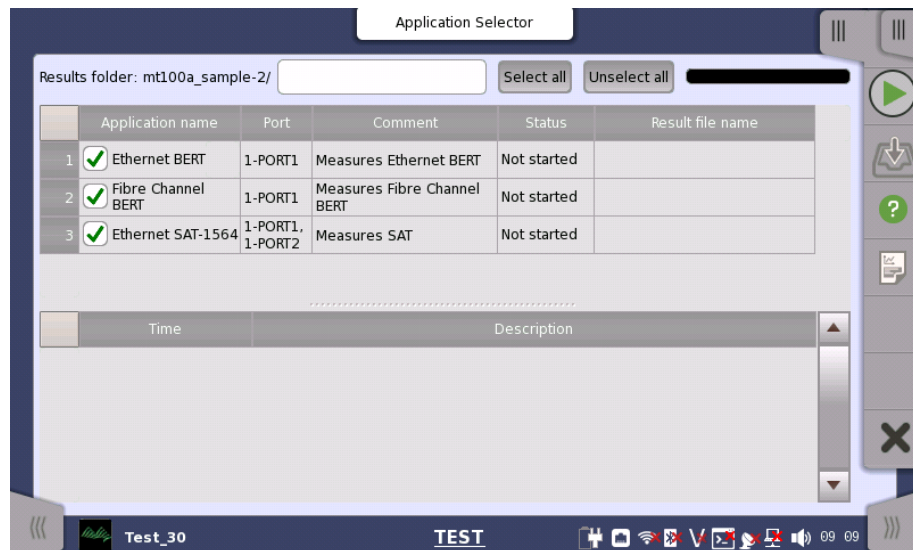 Application Selector
Results folder: mt100a_sample-2/
Select all
Unselect all
Application name Port Comment Status Result file name
1 Ethernet BERT 1-PORT1 Measures Ethernet BERT Not started
2 Fibre Channel BERT 1-PORT1 Measures Fibre Channel BERT Not started
3 Ethernet SAT-1564 1-PORT1, 1-PORT2 Measures SAT Not started
Time Description
Test_30 TEST 09 09